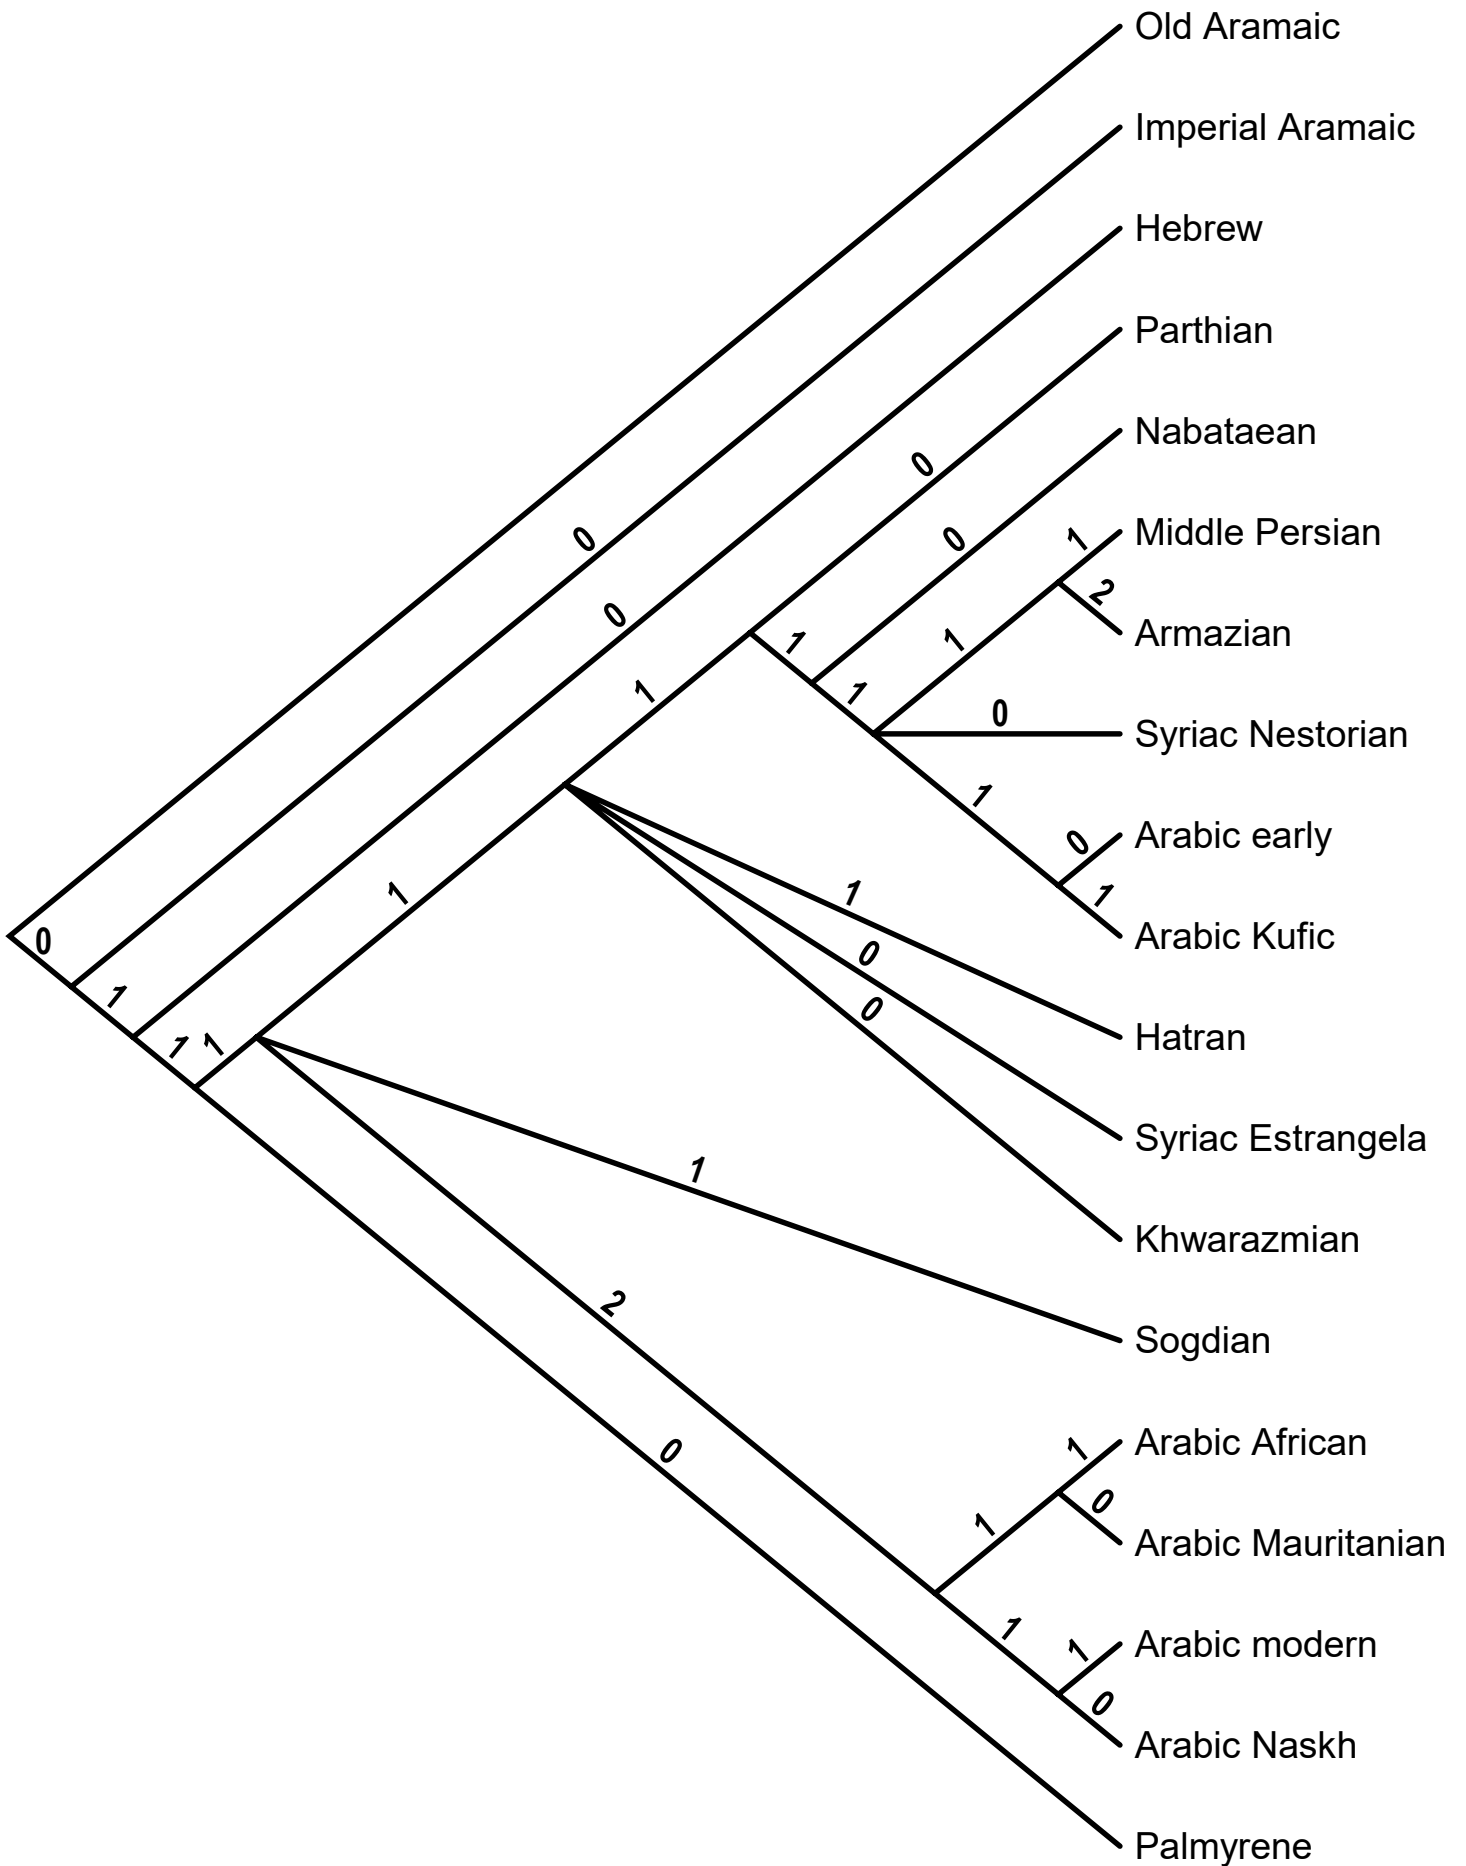 Old Aramaic
Imperial Aramaic
Hebrew
Parthian
0
Nabataean
0
0
Middle Persian
1
2
Armazian
0
1
1
1
1
0
Syriac Nestorian
1
Arabic early
0
1
1
1
Arabic Kufic
0
0
1
0
Hatran
1
1
Syriac Estrangela
1
Khwarazmian
2
Sogdian
Arabic African
1
0
0
1
Arabic Mauritanian
1
1
Arabic modern
0
Arabic Naskh
Palmyrene